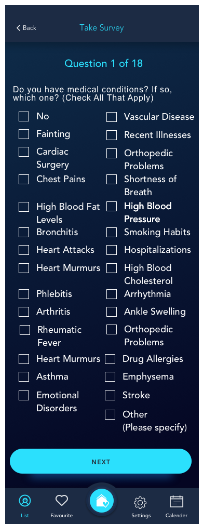 Back
Take Survey
Question 1 of 18
Do you have medical conditions? If so,
which one? (Check All That Apply)
No
Vascular Disease
Fainting
Recent Illnesses
Cardiac
Surgery
Orthopedic
Problems
Chest Pains
Shortness of
Breath
High Blood Fat
Levels
High Blood
Pressure
Bronchitis
Smoking Habits
Heart Attacks
Hospitalizations
Heart Murmurs
High Blood
Cholesterol
Phlebitis
Arrhythmia
Arthritis
Ankle Swelling
Rheumatic
Fever
Orthopedic
Problems
Heart Murmurs
Drug Allergies
Asthma
Emphysema
Emotional
Disorders
Stroke
Other
(Please specify)
NEXT
List
Favourite
Settings
Calender